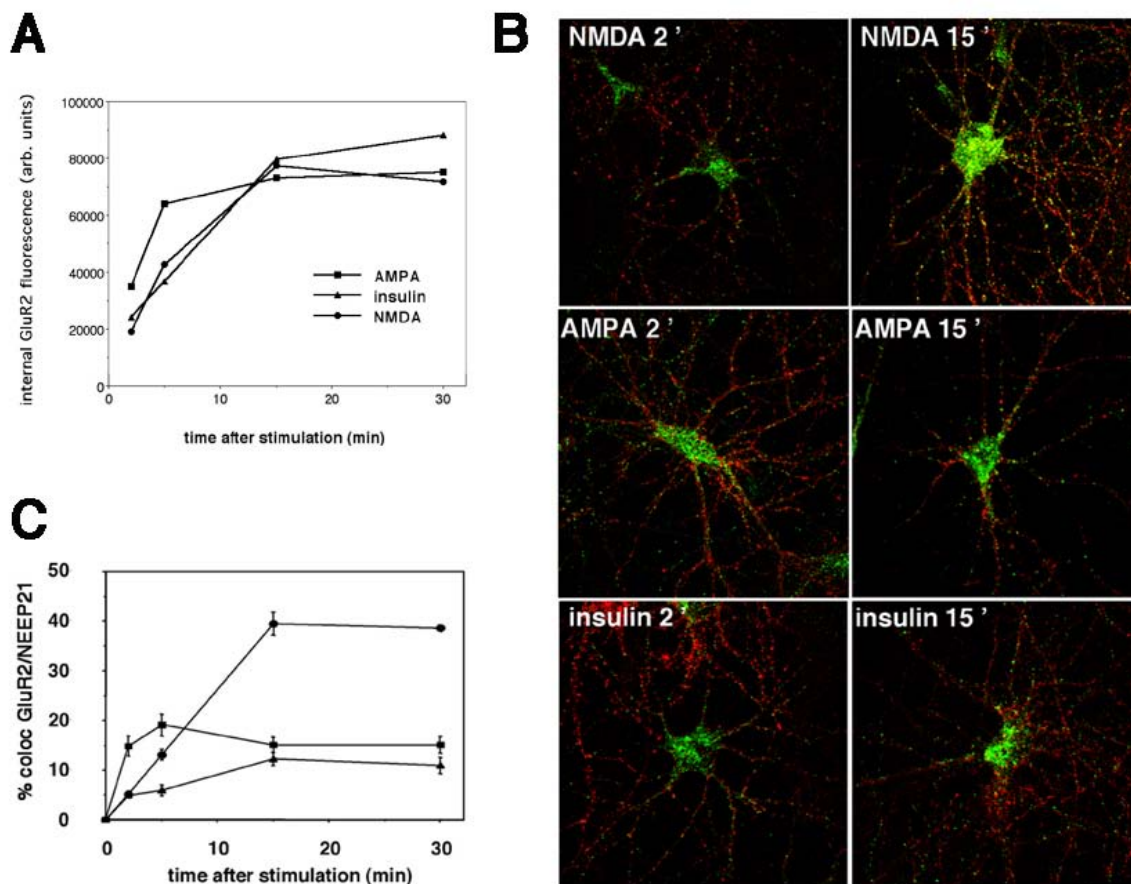 A
internal GluR2 fluorescence (arb. units)
100000
80000
60000
40000
20000
0
0 10 20 30
AMPA
insulin
NMDA
time after stimulation (min)
B
NMDA 2 ’
NMDA 15 ’
AMPA 2 ’
AMPA 15 ’
insulin 2 ’
insulin 15 ’
C
% coloc GluR2/NEEP21
50
40
30
20
10
0
0 10 20 30
time after stimulation (min)